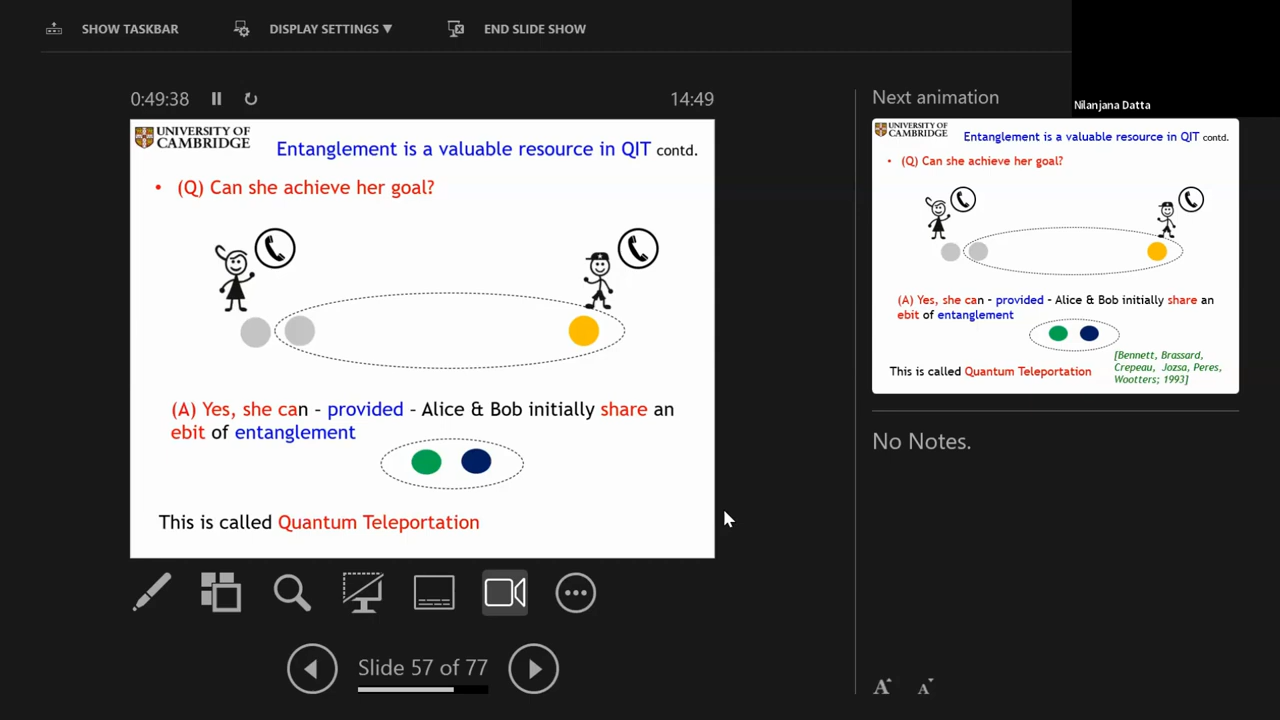 SHOW TASKBAR
DISPLAY SETTINGS ▼
END SLIDE SHOW
0:49:38
14:49
UNIVERSITY OF
CAMBRIDGE
Entanglement is a valuable resource in QIT contd.
• (Q) Can she achieve her goal?
(A) Yes, she can – provided – Alice & Bob initially share an
ebit of entanglement
This is called Quantum Teleportation
Slide 57 of 77
Next animation
Nilanjana Datta
UNIVERSITY OF
CAMBRIDGE
Entanglement is a valuable resource in QIT contd.
• (Q) Can she achieve her goal?
(A) Yes, she can – provided – Alice & Bob initially share an
ebit of entanglement
[Bennett, Brassard,
Crepeau, Jozsa, Peres,
Wootters; 1993]
This is called Quantum Teleportation
No Notes.
A A